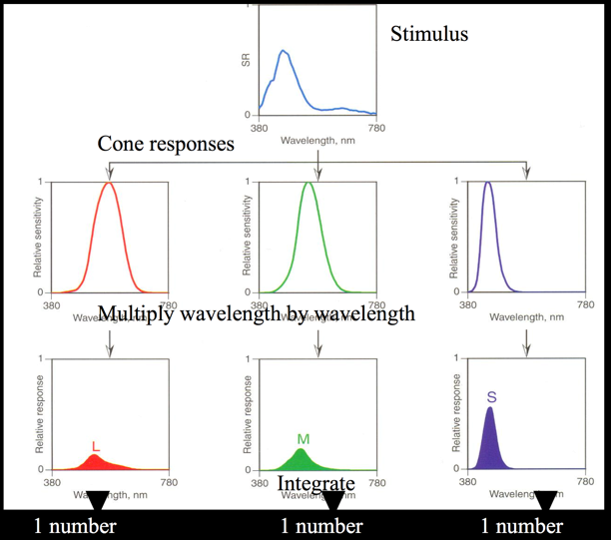 Stimulus
1
SR
0
380 780
Wavelength, nm
Cone responses
1 1 1
Relative sensitivity Relative sensitivity Relative sensitivity
0 0 0
380 780 380 780 380 780
Multiply wavelength by wavelength
Wavelength, nm
1 1 1
Relative response Relative response Relative response
L M S
0 0 0
380 780 380 780 380 780
Integrate
1 number 1 number 1 number